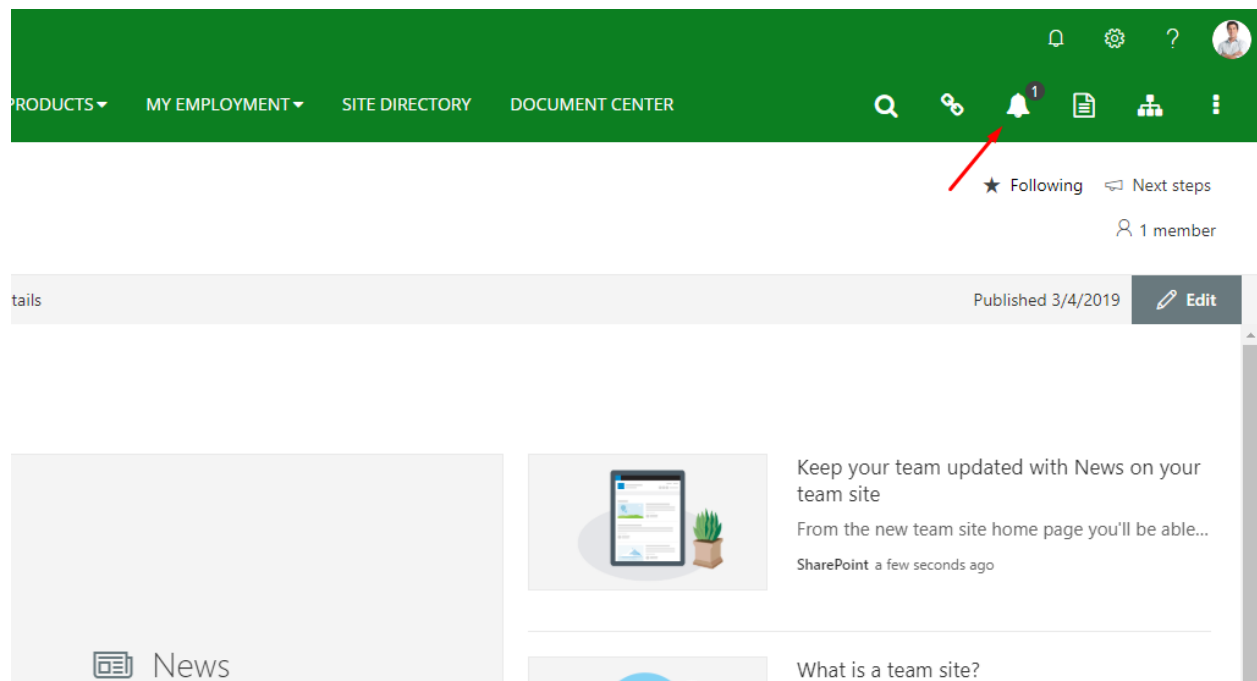 ?
PRODUCTS MY EMPLOYMENT SITE DIRECTORY DOCUMENT CENTER 1
Following Next steps
1 member
tails Published 3/4/2019 Edit
Keep your team updated with News on your
team site
From the new team site home page you'll be able...
SharePoint a few seconds ago
News
What is a team site?